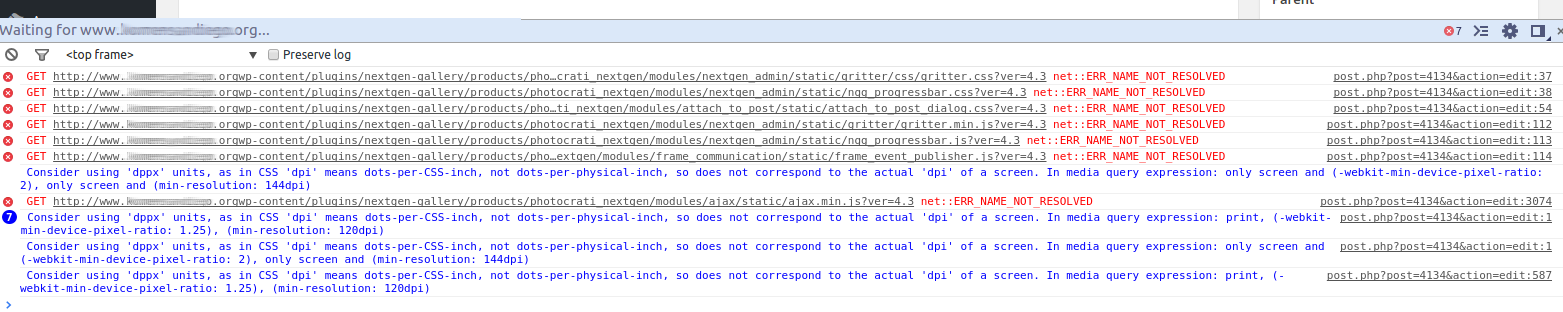 Parent
Waiting for www. org...
7
<top frame> ▼ Preserve log
GET http://www. .orgwp-content/plugins/nextgen-gallery/products/pho…crati_nextgen/modules/nextgen_admin/static/gritter/css/gritter.css?ver=4.3 net::ERR_NAME_NOT_RESOLVED post.php?post=4134&action=edit:37
GET http://www. .orgwp-content/plugins/nextgen-gallery/products/photocrati_nextgen/modules/nextgen_admin/static/ngg_progressbar.css?ver=4.3 net::ERR_NAME_NOT_RESOLVED post.php?post=4134&action=edit:38
GET http://www. .orgwp-content/plugins/nextgen-gallery/products/pho…ti_nextgen/modules/attach_to_post/static/attach_to_post_dialog.css?ver=4.3 net::ERR_NAME_NOT_RESOLVED post.php?post=4134&action=edit:54
GET http://www. .orgwp-content/plugins/nextgen-gallery/products/photocrati_nextgen/modules/nextgen_admin/static/gritter/gritter.min.js?ver=4.3 net::ERR_NAME_NOT_RESOLVED post.php?post=4134&action=edit:112
GET http://www. .orgwp-content/plugins/nextgen-gallery/products/photocrati_nextgen/modules/nextgen_admin/static/ngg_progressbar.js?ver=4.3 net::ERR_NAME_NOT_RESOLVED post.php?post=4134&action=edit:113
GET http://www. .orgwp-content/plugins/nextgen-gallery/products/pho…extgen/modules/frame_communication/static/frame_event_publisher.js?ver=4.3 net::ERR_NAME_NOT_RESOLVED post.php?post=4134&action=edit:114
Consider using 'dppx' units, as in CSS 'dpi' means dots-per-CSS-inch, not dots-per-physical-inch, so does not correspond to the actual 'dpi' of a screen. In media query expression: only screen and (-webkit-min-device-pixel-ratio:
2), only screen and (min-resolution: 144dpi)
GET http://www. .orgwp-content/plugins/nextgen-gallery/products/photocrati_nextgen/modules/ajax/static/ajax.min.js?ver=4.3 net::ERR_NAME_NOT_RESOLVED post.php?post=4134&action=edit:3074
7 Consider using 'dppx' units, as in CSS 'dpi' means dots-per-CSS-inch, not dots-per-physical-inch, so does not correspond to the actual 'dpi' of a screen. In media query expression: print, (-webkit- post.php?post=4134&action=edit:1
min-device-pixel-ratio: 1.25), (min-resolution: 120dpi)
Consider using 'dppx' units, as in CSS 'dpi' means dots-per-CSS-inch, not dots-per-physical-inch, so does not correspond to the actual 'dpi' of a screen. In media query expression: only screen and post.php?post=4134&action=edit:1
(-webkit-min-device-pixel-ratio: 2), only screen and (min-resolution: 144dpi)
Consider using 'dppx' units, as in CSS 'dpi' means dots-per-CSS-inch, not dots-per-physical-inch, so does not correspond to the actual 'dpi' of a screen. In media query expression: print, (- post.php?post=4134&action=edit:587
webkit-min-device-pixel-ratio: 1.25), (min-resolution: 120dpi)